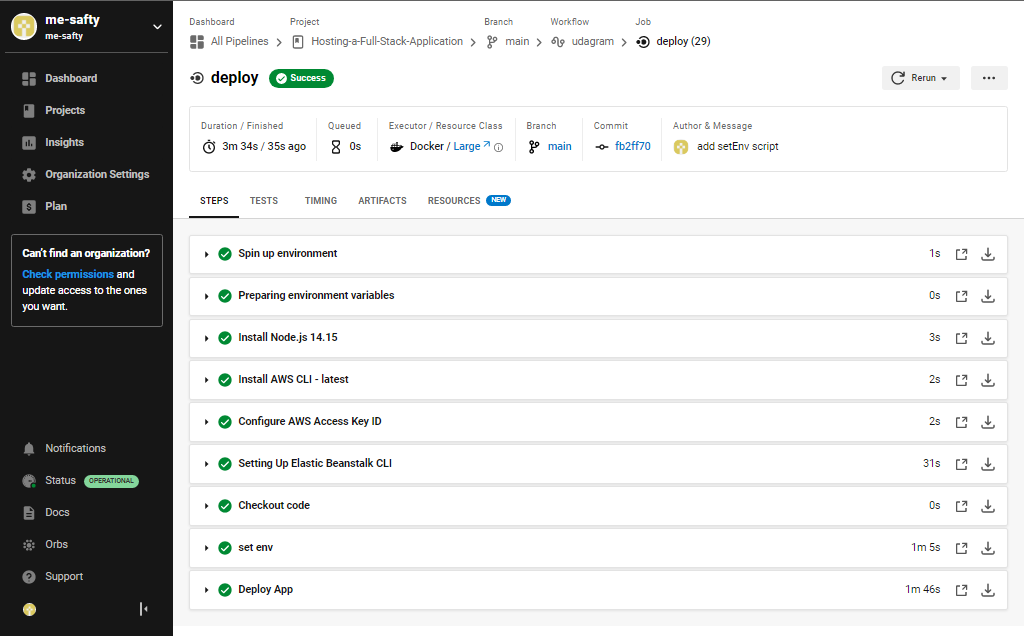 me-safty
me-safty
Dashboard
Projects
Insights
Organization Settings
Plan
Can't find an organization?
Check permissions and
update access to the ones
you want.
Notifications
Status OPERATIONAL
Docs
Orbs
Support
Dashboard Project Branch Workflow Job
All Pipelines Hosting-a-Full-Stack-Application main udagram deploy (29)
deploy Success Rerun
Duration / Finished Queued Executor / Resource Class Branch Commit Author & Message
3m 34s / 35s ago 0s Docker / Large main fb2ff70 add setEnv script
STEPS TESTS TIMING ARTIFACTS RESOURCES NEW
Spin up environment 1s
Preparing environment variables 0s
Install Node.js 14.15 3s
Install AWS CLI - latest 2s
Configure AWS Access Key ID 2s
Setting Up Elastic Beanstalk CLI 31s
Checkout code 0s
set env 1m 5s
Deploy App 1m 46s